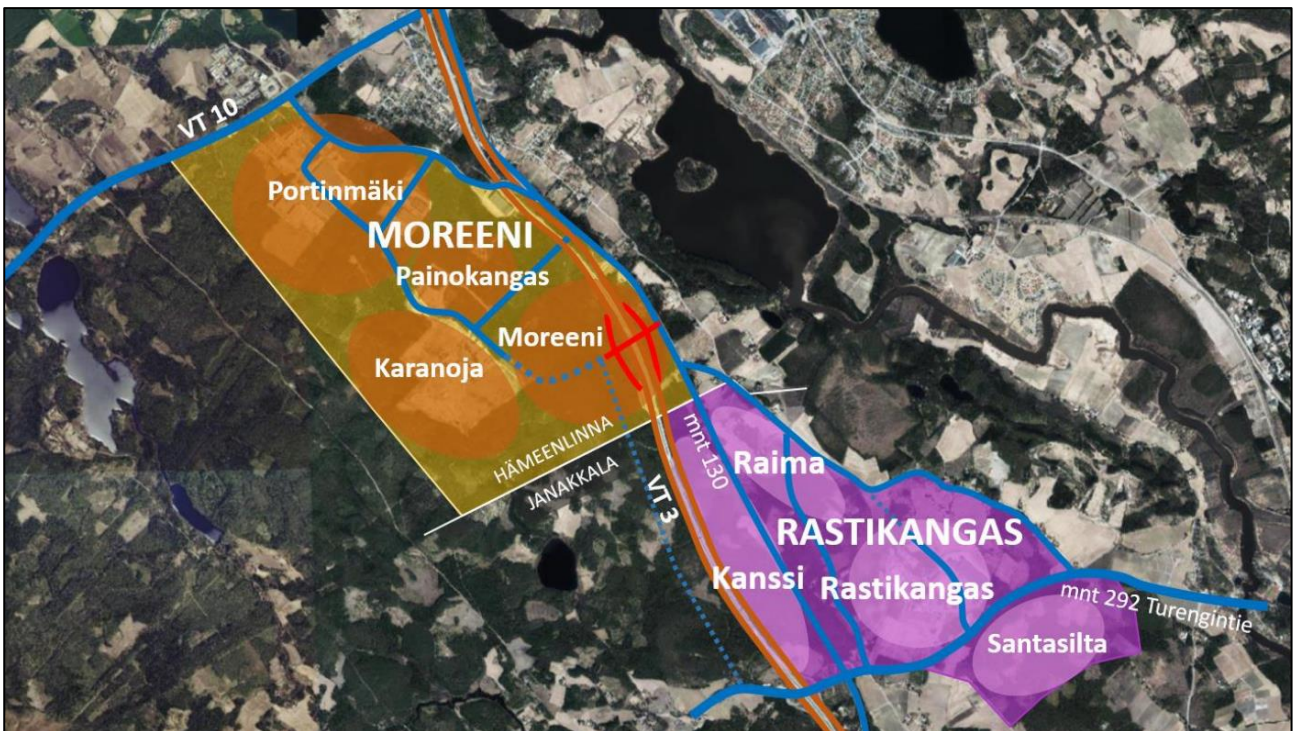 VT 10
Portinmäki
MOREENI
Painokangas
Moreeni
Karanoja
HÄMEENLINNA
JANAKKALA
mnt 130
VT 3
Raima
RASTIKANGAS
Kanssi
Rastikangas
mnt 292 Turengintie
Santasilta